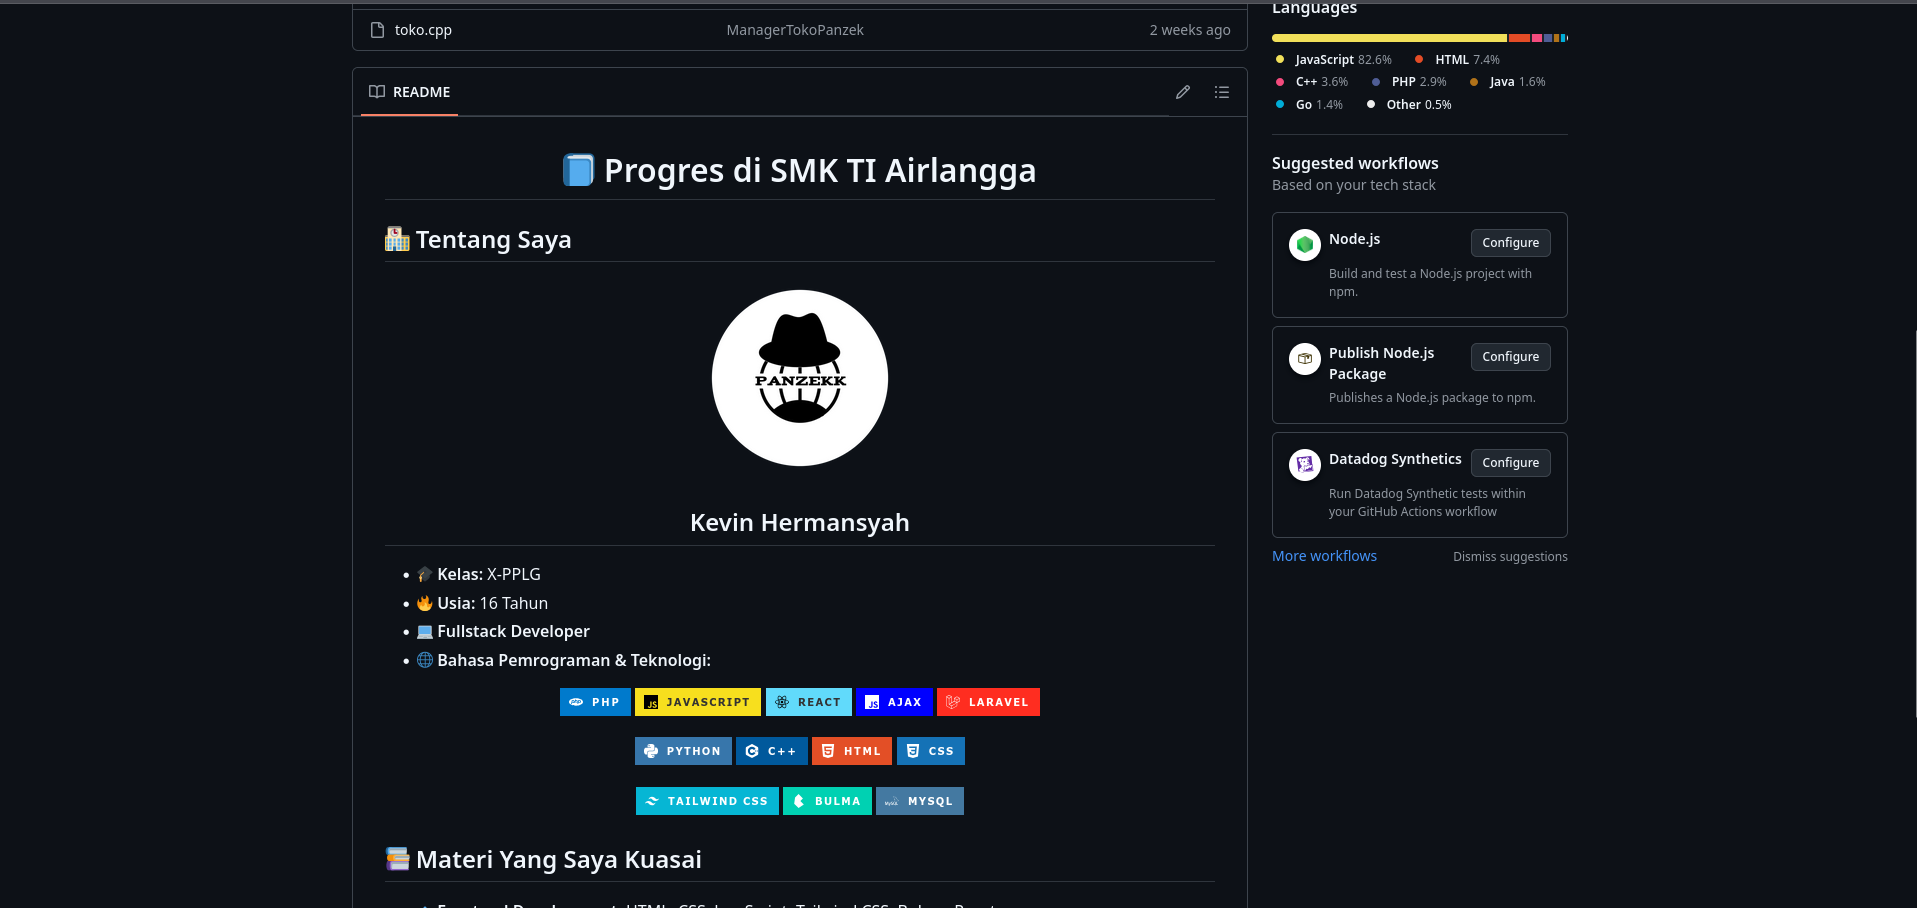 toko.cpp ManagerTokoPanzek 2 weeks ago
README
📘 Progres di SMK TI Airlangga
🏫 Tentang Saya
PANZEKK
Kevin Hermansyah
• 🎓 Kelas: X-PPLG
• 🔥 Usia: 16 Tahun
• 💻 Fullstack Developer
• 🌐 Bahasa Pemrograman & Teknologi:
PHP JAVASCRIPT REACT AJAX LARAVEL
PYTHON C++ HTML CSS
TAILWIND CSS BULMA MYSQL
📚 Materi Yang Saya Kuasai
Languages
JavaScript 82.6% HTML 7.4%
C++ 3.6% PHP 2.9% Java 1.6%
Go 1.4% Other 0.5%
Suggested workflows
Based on your tech stack
Node.js Configure
Build and test a Node.js project with
npm.
Publish Node.js Configure
Package
Publishes a Node.js package to npm.
Datadog Synthetics Configure
Run Datadog Synthetic tests within
your GitHub Actions workflow
More workflows Dismiss suggestions